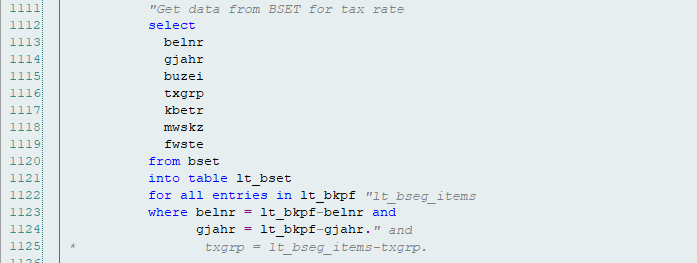 1111 "Get data from BSET for tax rate
1112 select
1113 belnr
1114 gjahr
1115 buzei
1116 txgrp
1117 kbetr
1118 mwskz
1119 fwste
1120 from bset
1121 into table lt_bset
1122 for all entries in lt_bkpf "lt_bseg_items
1123 where belnr = lt_bkpf-belnr and
1124 gjahr = lt_bkpf-gjahr." and
1125 * txgrp = lt_bseg_items-txgrp.